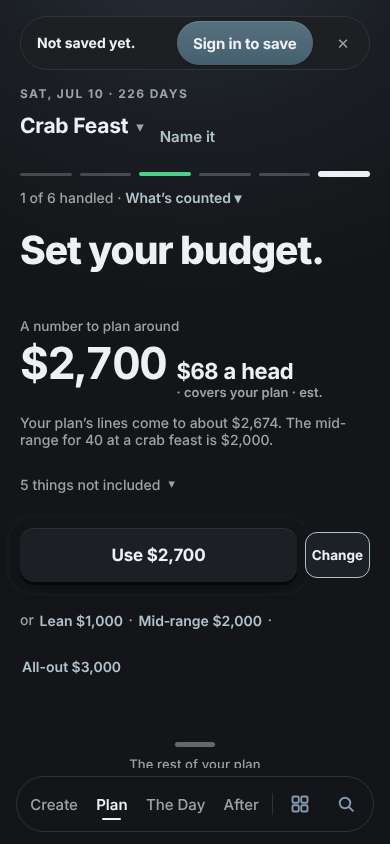 Not saved yet.
Sign in to save
×
SAT, JUL 10 · 226 DAYS
Crab Feast ▾
Name it
1 of 6 handled · What's counted ▾
Set your budget.
A number to plan around
$2,700 $68 a head
· covers your plan · est.
Your plan's lines come to about $2,674. The mid-
range for 40 at a crab feast is $2,000.
5 things not included ▾
Use $2,700
Change
or Lean $1,000 · Mid-range $2,000 ·
All-out $3,000
The rest of your plan
Create Plan The Day After